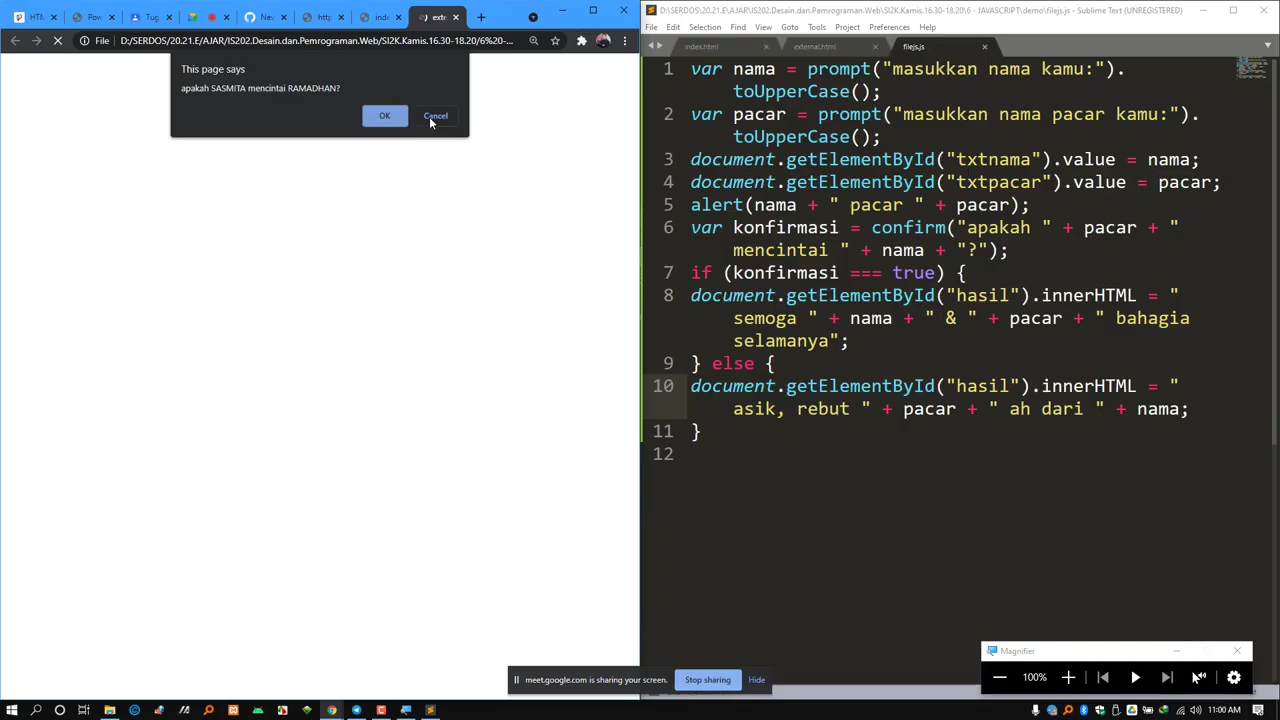 HTM
Pow
Tug
Nev
http
inde
exte
File
D:/SERDOS/20.21.E/AJAR/IS202.Desain.dan.Pemrograman.Web/SI2K.Kamis.16.30-18.20/6%20-...
This page says
apakah SASMITA mencintai RAMADHAN?
OK
Cancel
D:\SERDOS\20.21.E\AJAR\IS202.Desain.dan.Pemrograman.Web\SI2K.Kamis.16.30-18.20\6 - JAVASCRIPT\demo\filejs.js - Sublime Text (UNREGISTERED)
File Edit Selection Find View Goto Tools Project Preferences Help
index.html
external.html
filejs.js
1 var nama = prompt("masukkan nama kamu:").
toUpperCase();
2 var pacar = prompt("masukkan nama pacar kamu:").
toUpperCase();
3 document.getElementById("txtnama").value = nama;
4 document.getElementById("txtpacar").value = pacar;
5 alert(nama + " pacar " + pacar);
6 var konfirmasi = confirm("apakah " + pacar + "
mencintai " + nama + "?");
7 if (konfirmasi === true) {
8 document.getElementById("hasil").innerHTML = "
semoga " + nama + " & " + pacar + " bahagia
selamanya";
9 } else {
10 document.getElementById("hasil").innerHTML = "
asik, rebut " + pacar + " ah dari " + nama;
11 }
12
Magnifier
100%
meet.google.com is sharing your screen.
Stop sharing
Hide
11:00 AM